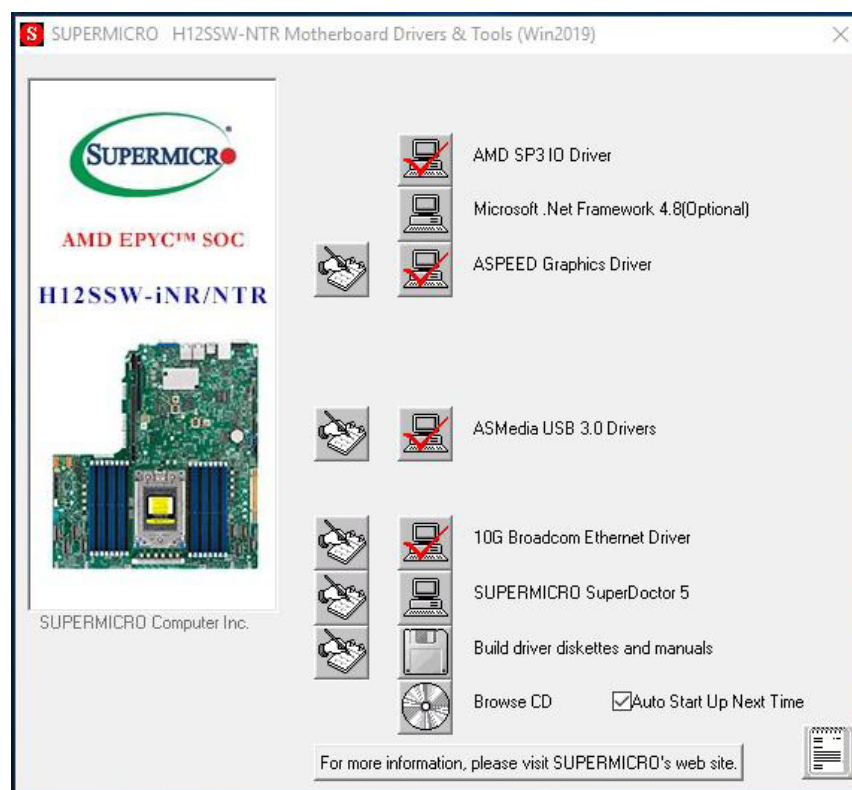 S SUPERMICRO H12SSW-NTR Motherboard Drivers & Tools (Win2019)
SUPERMICR
AMD EPYC™ SOC
H12SSW-iNR/NTR
SUPERMICRO Computer Inc.
AMD SP3 IO Driver
Microsoft .Net Framework 4.8(Optional)
ASPEED Graphics Driver
ASMedia USB 3.0 Drivers
10G Broadcom Ethernet Driver
SUPERMICRO SuperDoctor 5
Build driver diskettes and manuals
Browse CD
Auto Start Up Next Time
For more information, please visit SUPERMICRO's web site.